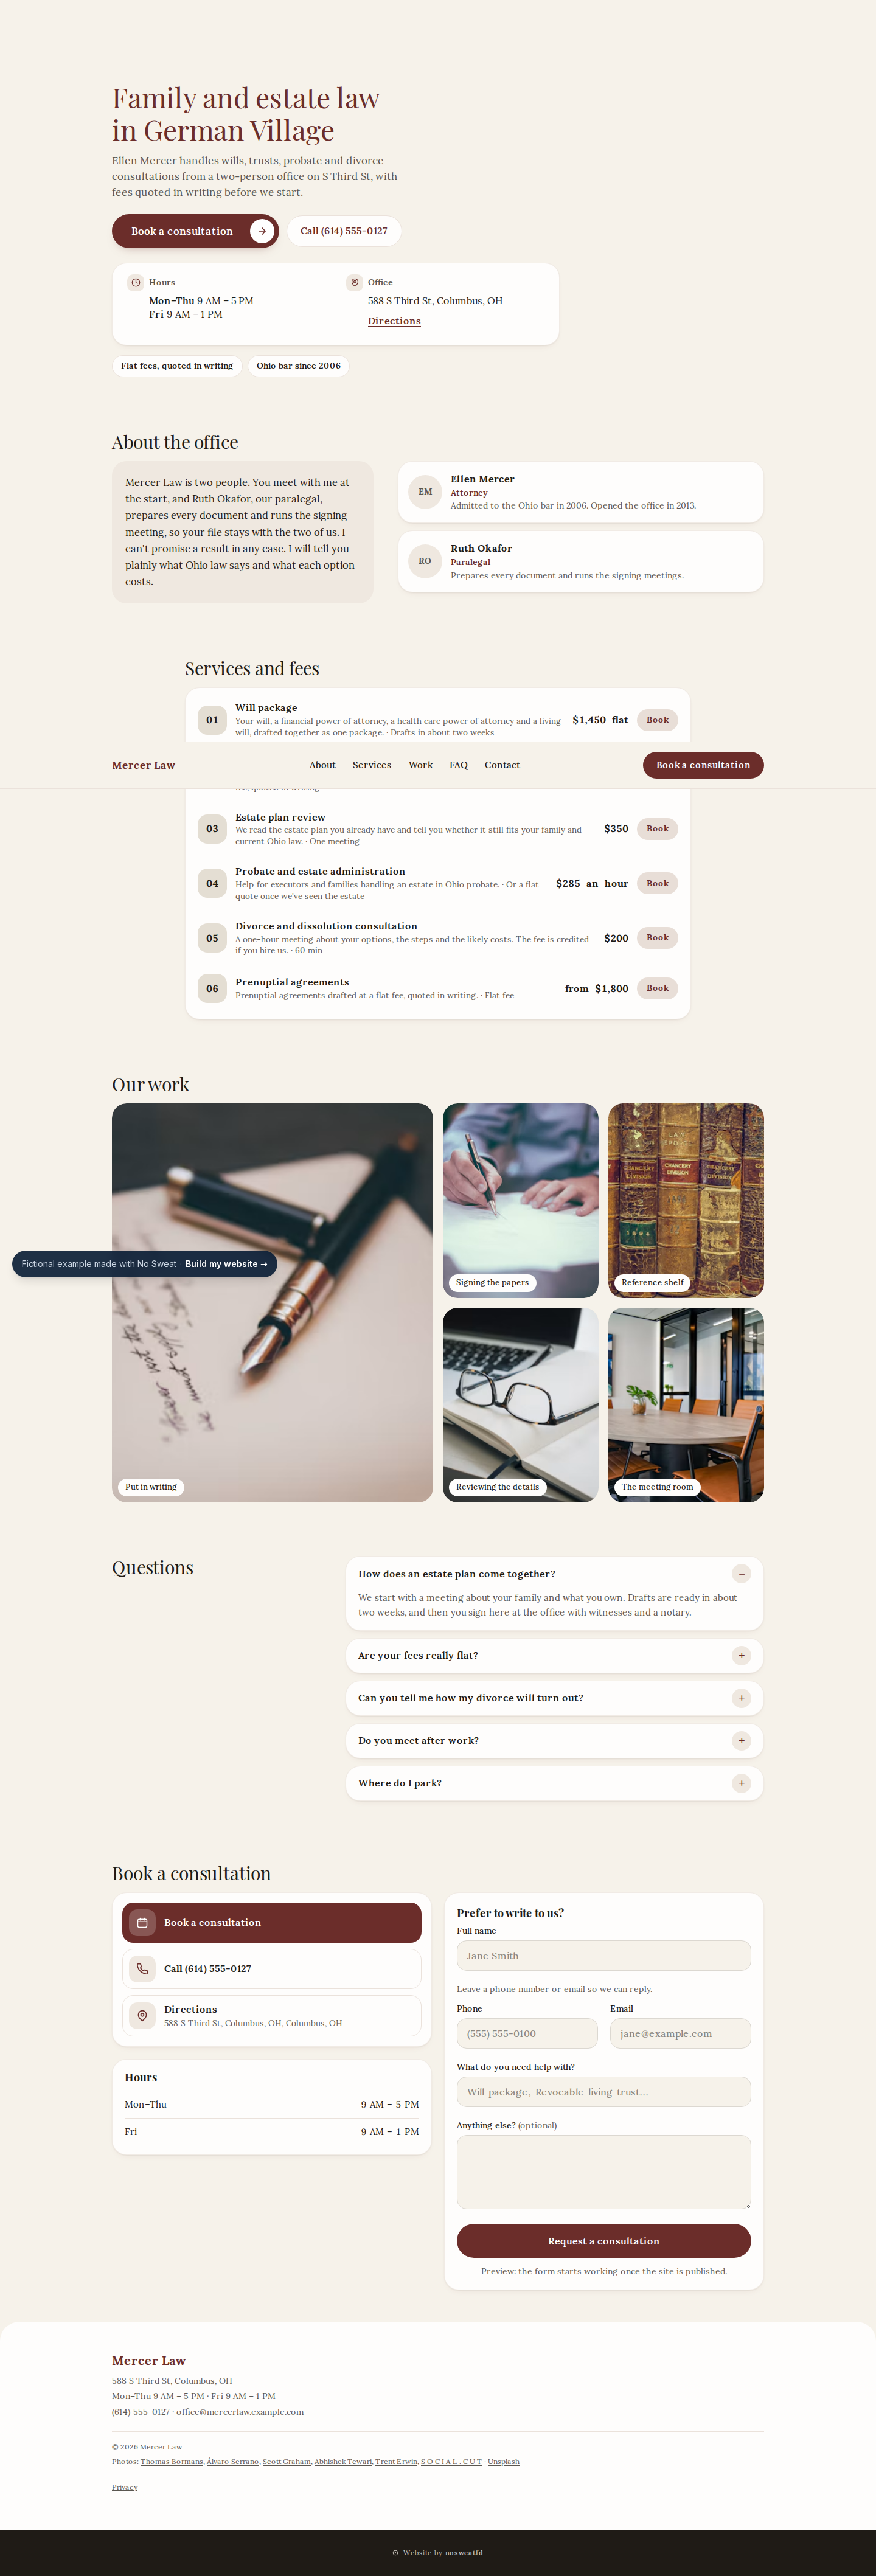 Family and estate law
in German Village
Ellen Mercer handles wills, trusts, probate and divorce
consultations from a two-person office on S Third St, with
fees quoted in writing before we start.
Book a consultation
Call (614) 555-0127
Hours
Mon–Thu 9 AM – 5 PM
Fri 9 AM – 1 PM
Office
588 S Third St, Columbus, OH
Directions
Flat fees, quoted in writing
Ohio bar since 2006
About the office
Mercer Law is two people. You meet with me at
the start, and Ruth Okafor, our paralegal,
prepares every document and runs the signing
meeting, so your file stays with the two of us. I
can't promise a result in any case. I will tell you
plainly what Ohio law says and what each option
costs.
EM
Ellen Mercer
Attorney
Admitted to the Ohio bar in 2006. Opened the office in 2013.
RO
Ruth Okafor
Paralegal
Prepares every document and runs the signing meetings.
Services and fees
01
Will package
Your will, a financial power of attorney, a health care power of attorney and a living
will, drafted together as one package. · Drafts in about two weeks
$1,450 flat
Book
Mercer Law
About
Services
Work
FAQ
Contact
Book a consultation
fee, quoted in writing
03
Estate plan review
We read the estate plan you already have and tell you whether it still fits your family and
current Ohio law. · One meeting
$350
Book
04
Probate and estate administration
Help for executors and families handling an estate in Ohio probate. · Or a flat
quote once we've seen the estate
$285 an hour
Book
05
Divorce and dissolution consultation
A one-hour meeting about your options, the steps and the likely costs. The fee is credited
if you hire us. · 60 min
$200
Book
06
Prenuptial agreements
Prenuptial agreements drafted at a flat fee, quoted in writing. · Flat fee
from $1,800
Book
Our work
LAW
CHANCERY
DIVISION
1894
Signing the papers
Reference shelf
Fictional example made with No Sweat · Build my website →
Put in writing
Reviewing the details
The meeting room
Questions
How does an estate plan come together?
We start with a meeting about your family and what you own. Drafts are ready in about
two weeks, and then you sign here at the office with witnesses and a notary.
Are your fees really flat?
Can you tell me how my divorce will turn out?
Do you meet after work?
Where do I park?
Book a consultation
Book a consultation
Call (614) 555-0127
Directions
588 S Third St, Columbus, OH, Columbus, OH
Hours
Mon–Thu 9 AM – 5 PM
Fri 9 AM – 1 PM
Prefer to write to us?
Full name
Jane Smith
Leave a phone number or email so we can reply.
Phone
Email
(555) 555-0100
jane@example.com
What do you need help with?
Will package, Revocable living trust…
Anything else? (optional)
Request a consultation
Preview: the form starts working once the site is published.
Mercer Law
588 S Third St, Columbus, OH
Mon–Thu 9 AM – 5 PM · Fri 9 AM – 1 PM
(614) 555-0127 · office@mercerlaw.example.com
© 2026 Mercer Law
Photos: Thomas Bormans, Álvaro Serrano, Scott Graham, Abhishek Tewari, Trent Erwin, S O C I A L . C U T · Unsplash
Privacy
Website by nosweatfd